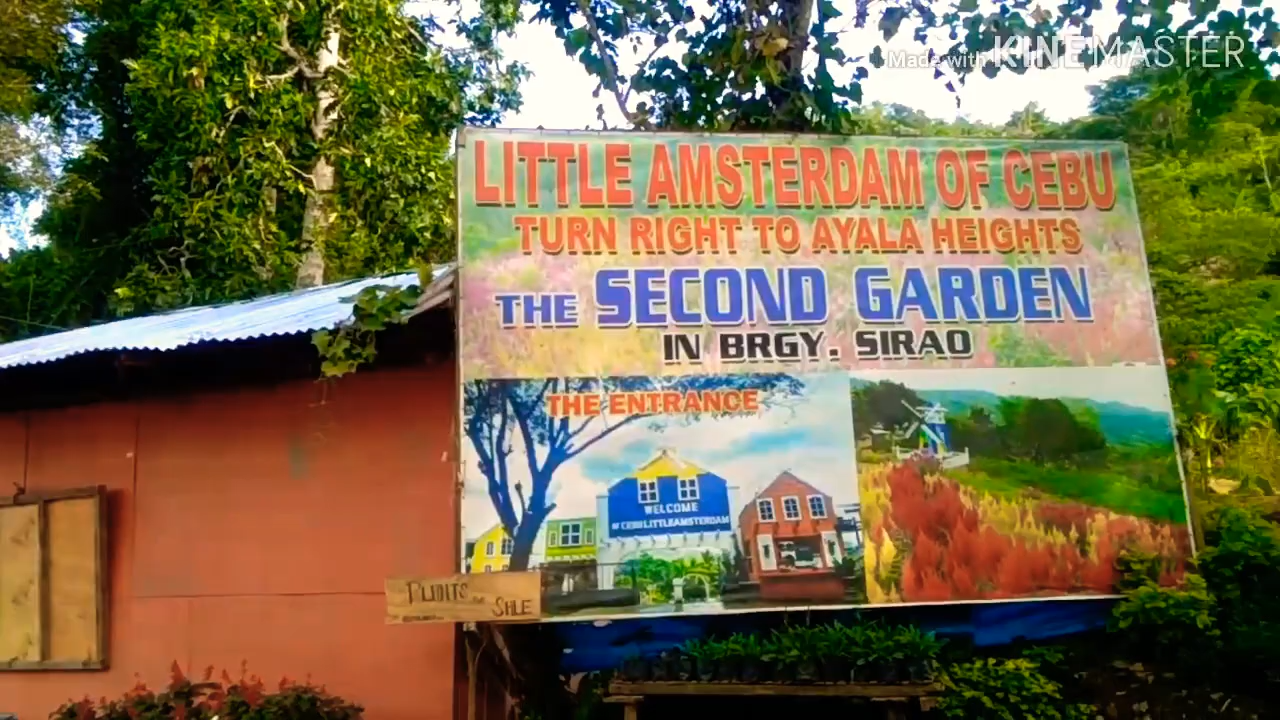 Made with KINEMASTER
LITTLE AMSTERDAM OF CEBU
TURN RIGHT TO AYALA HEIGHTS
THE SECOND GARDEN
IN BRGY. SIRAO
THE ENTRANCE
WELCOME
#CEBULITTLEAMSTERDAM
PLANTS
SALE